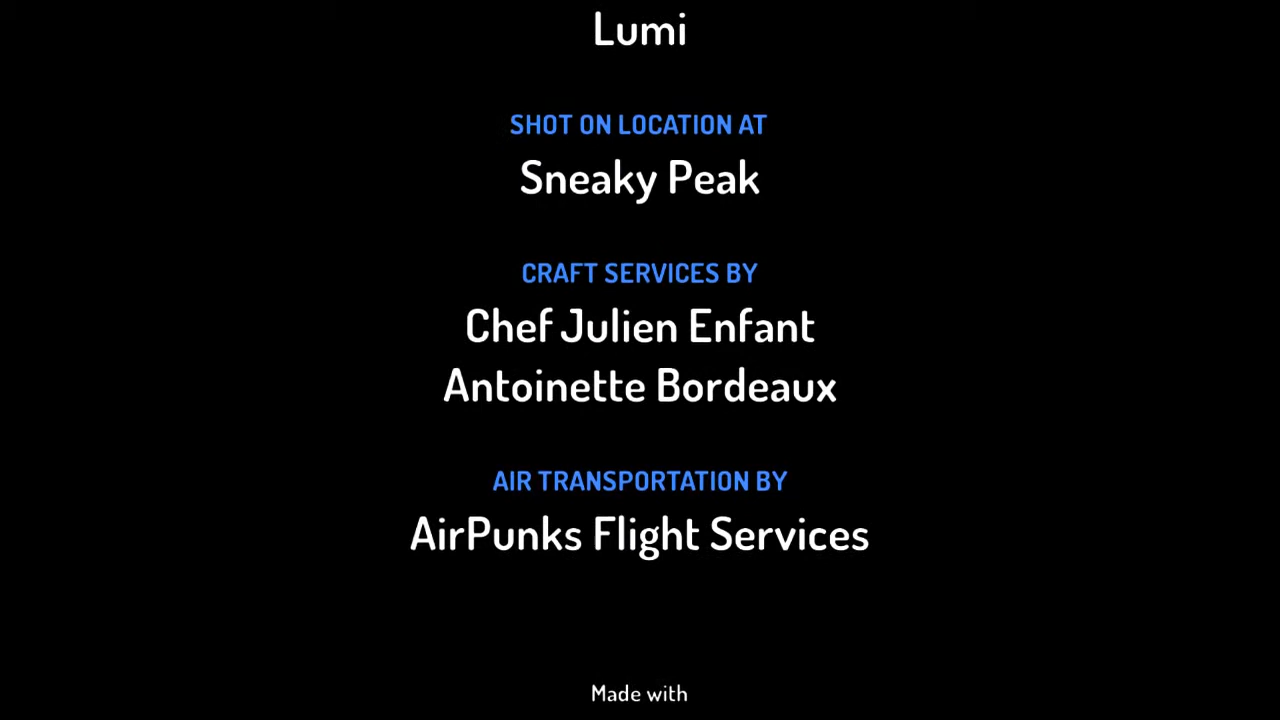 Lumi
SHOT ON LOCATION AT
Sneaky Peak
CRAFT SERVICES BY
Chef Julien Enfant
Antoinette Bordeaux
AIR TRANSPORTATION BY
AirPunks Flight Services
Made with